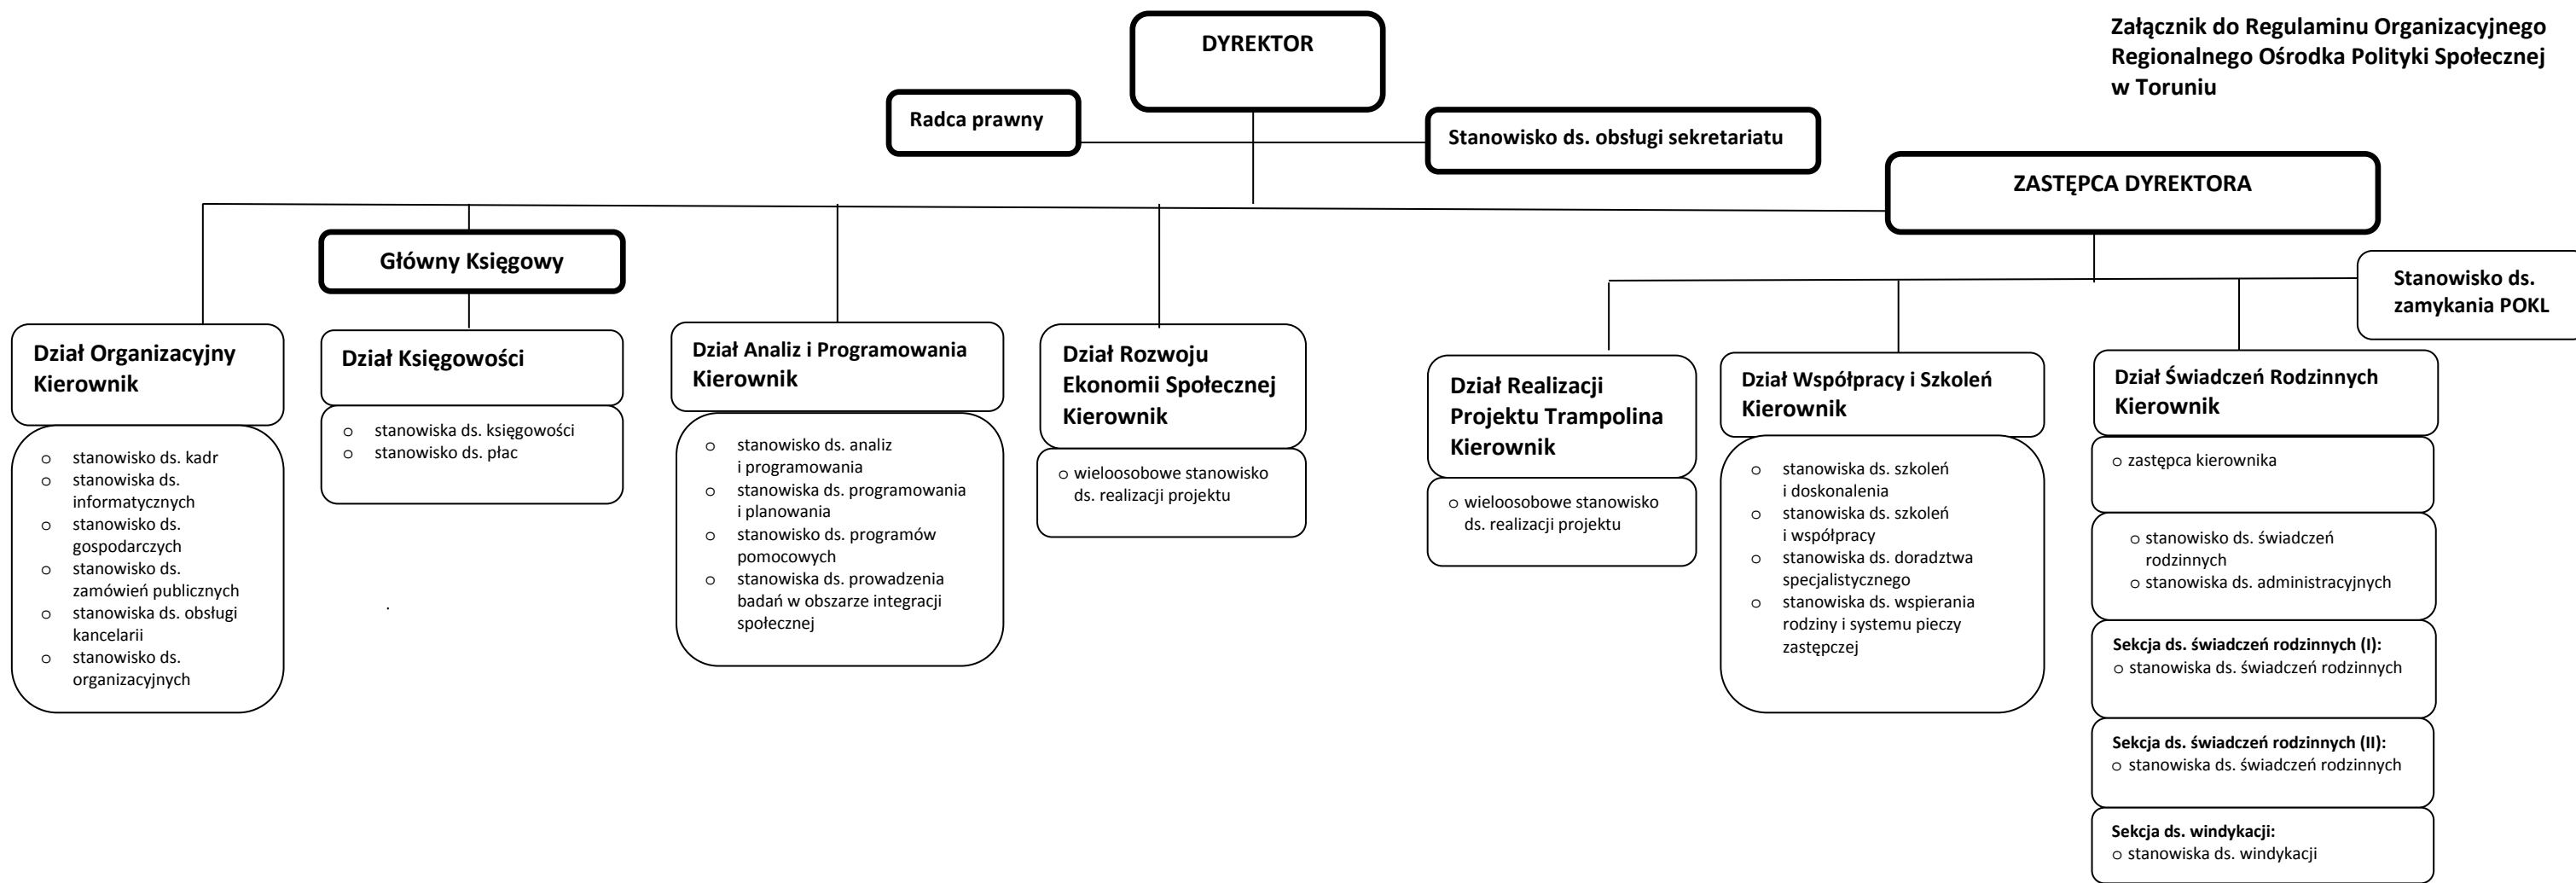 DYREKTOR
Załącznik do Regulaminu Organizacyjnego
Regionalnego Ośrodka Polityki Społecznej
w Toruniu
Radca prawny
Stanowisko ds. obsługi sekretariatu
ZASTĘPCA DYREKTORA
Główny Księgowy
Stanowisko ds.
zamykania POKL
Dział Organizacyjny
Kierownik
o stanowisko ds. kadr
o stanowiska ds.
informatycznych
o stanowisko ds.
gospodarczych
o stanowisko ds.
zamówień publicznych
o stanowiska ds. obsługi
kancelarii
o stanowisko ds.
organizacyjnych
Dział Księgowości
o stanowiska ds. księgowości
o stanowisko ds. płac
.
Dział Analiz i Programowania
Kierownik
o stanowisko ds. analiz
i programowania
o stanowiska ds. programowania
i planowania
o stanowisko ds. programów
pomocowych
o stanowiska ds. prowadzenia
badań w obszarze integracji
społecznej
Dział Rozwoju
Ekonomii Społecznej
Kierownik
o wieloosobowe stanowisko
ds. realizacji projektu
Dział Realizacji
Projektu Trampolina
Kierownik
o wieloosobowe stanowisko
ds. realizacji projektu
Dział Współpracy i Szkoleń
Kierownik
o stanowiska ds. szkoleń
i doskonalenia
o stanowiska ds. szkoleń
i współpracy
o stanowiska ds. doradztwa
specjalistycznego
o stanowiska ds. wspierania
rodziny i systemu pieczy
zastępczej
Dział Świadczeń Rodzinnych
Kierownik
o zastępca kierownika
o stanowisko ds. świadczeń
rodzinnych
o stanowiska ds. administracyjnych
Sekcja ds. świadczeń rodzinnych (I):
o stanowiska ds. świadczeń rodzinnych
Sekcja ds. świadczeń rodzinnych (II):
o stanowiska ds. świadczeń rodzinnych
Sekcja ds. windykacji:
o stanowiska ds. windykacji